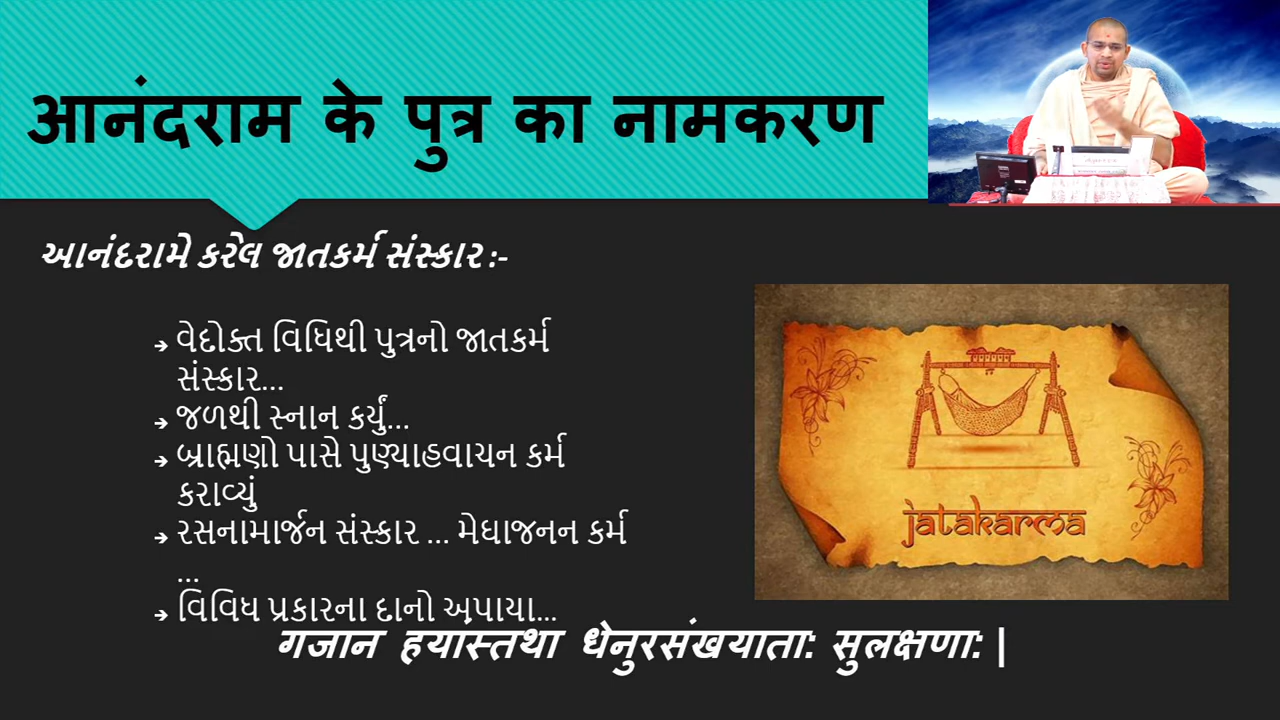 आनंदराम के पुत्र का नामकरण
આનંદરામે કરેલ જાતકર્મ સંસ્કાર :-
→ વેદોક્ત વિધિથી પુત્રનો જાતકર્મ
સંસ્કાર...
→ જળથી સ્નાન કર્યું...
→ બ્રાહ્મણો પાસે પુણ્યાહવાચન કર્મ
કરાવ્યું
→ રસનામાર્જન સંસ્કાર ... મેધાજનન કર્મ
...
→ વિવિધ પ્રકારના દાનો અપાયા...
jatakarma
गजान हयांस्तथा धेनुरसंखयाता: सुलक्षणा: |